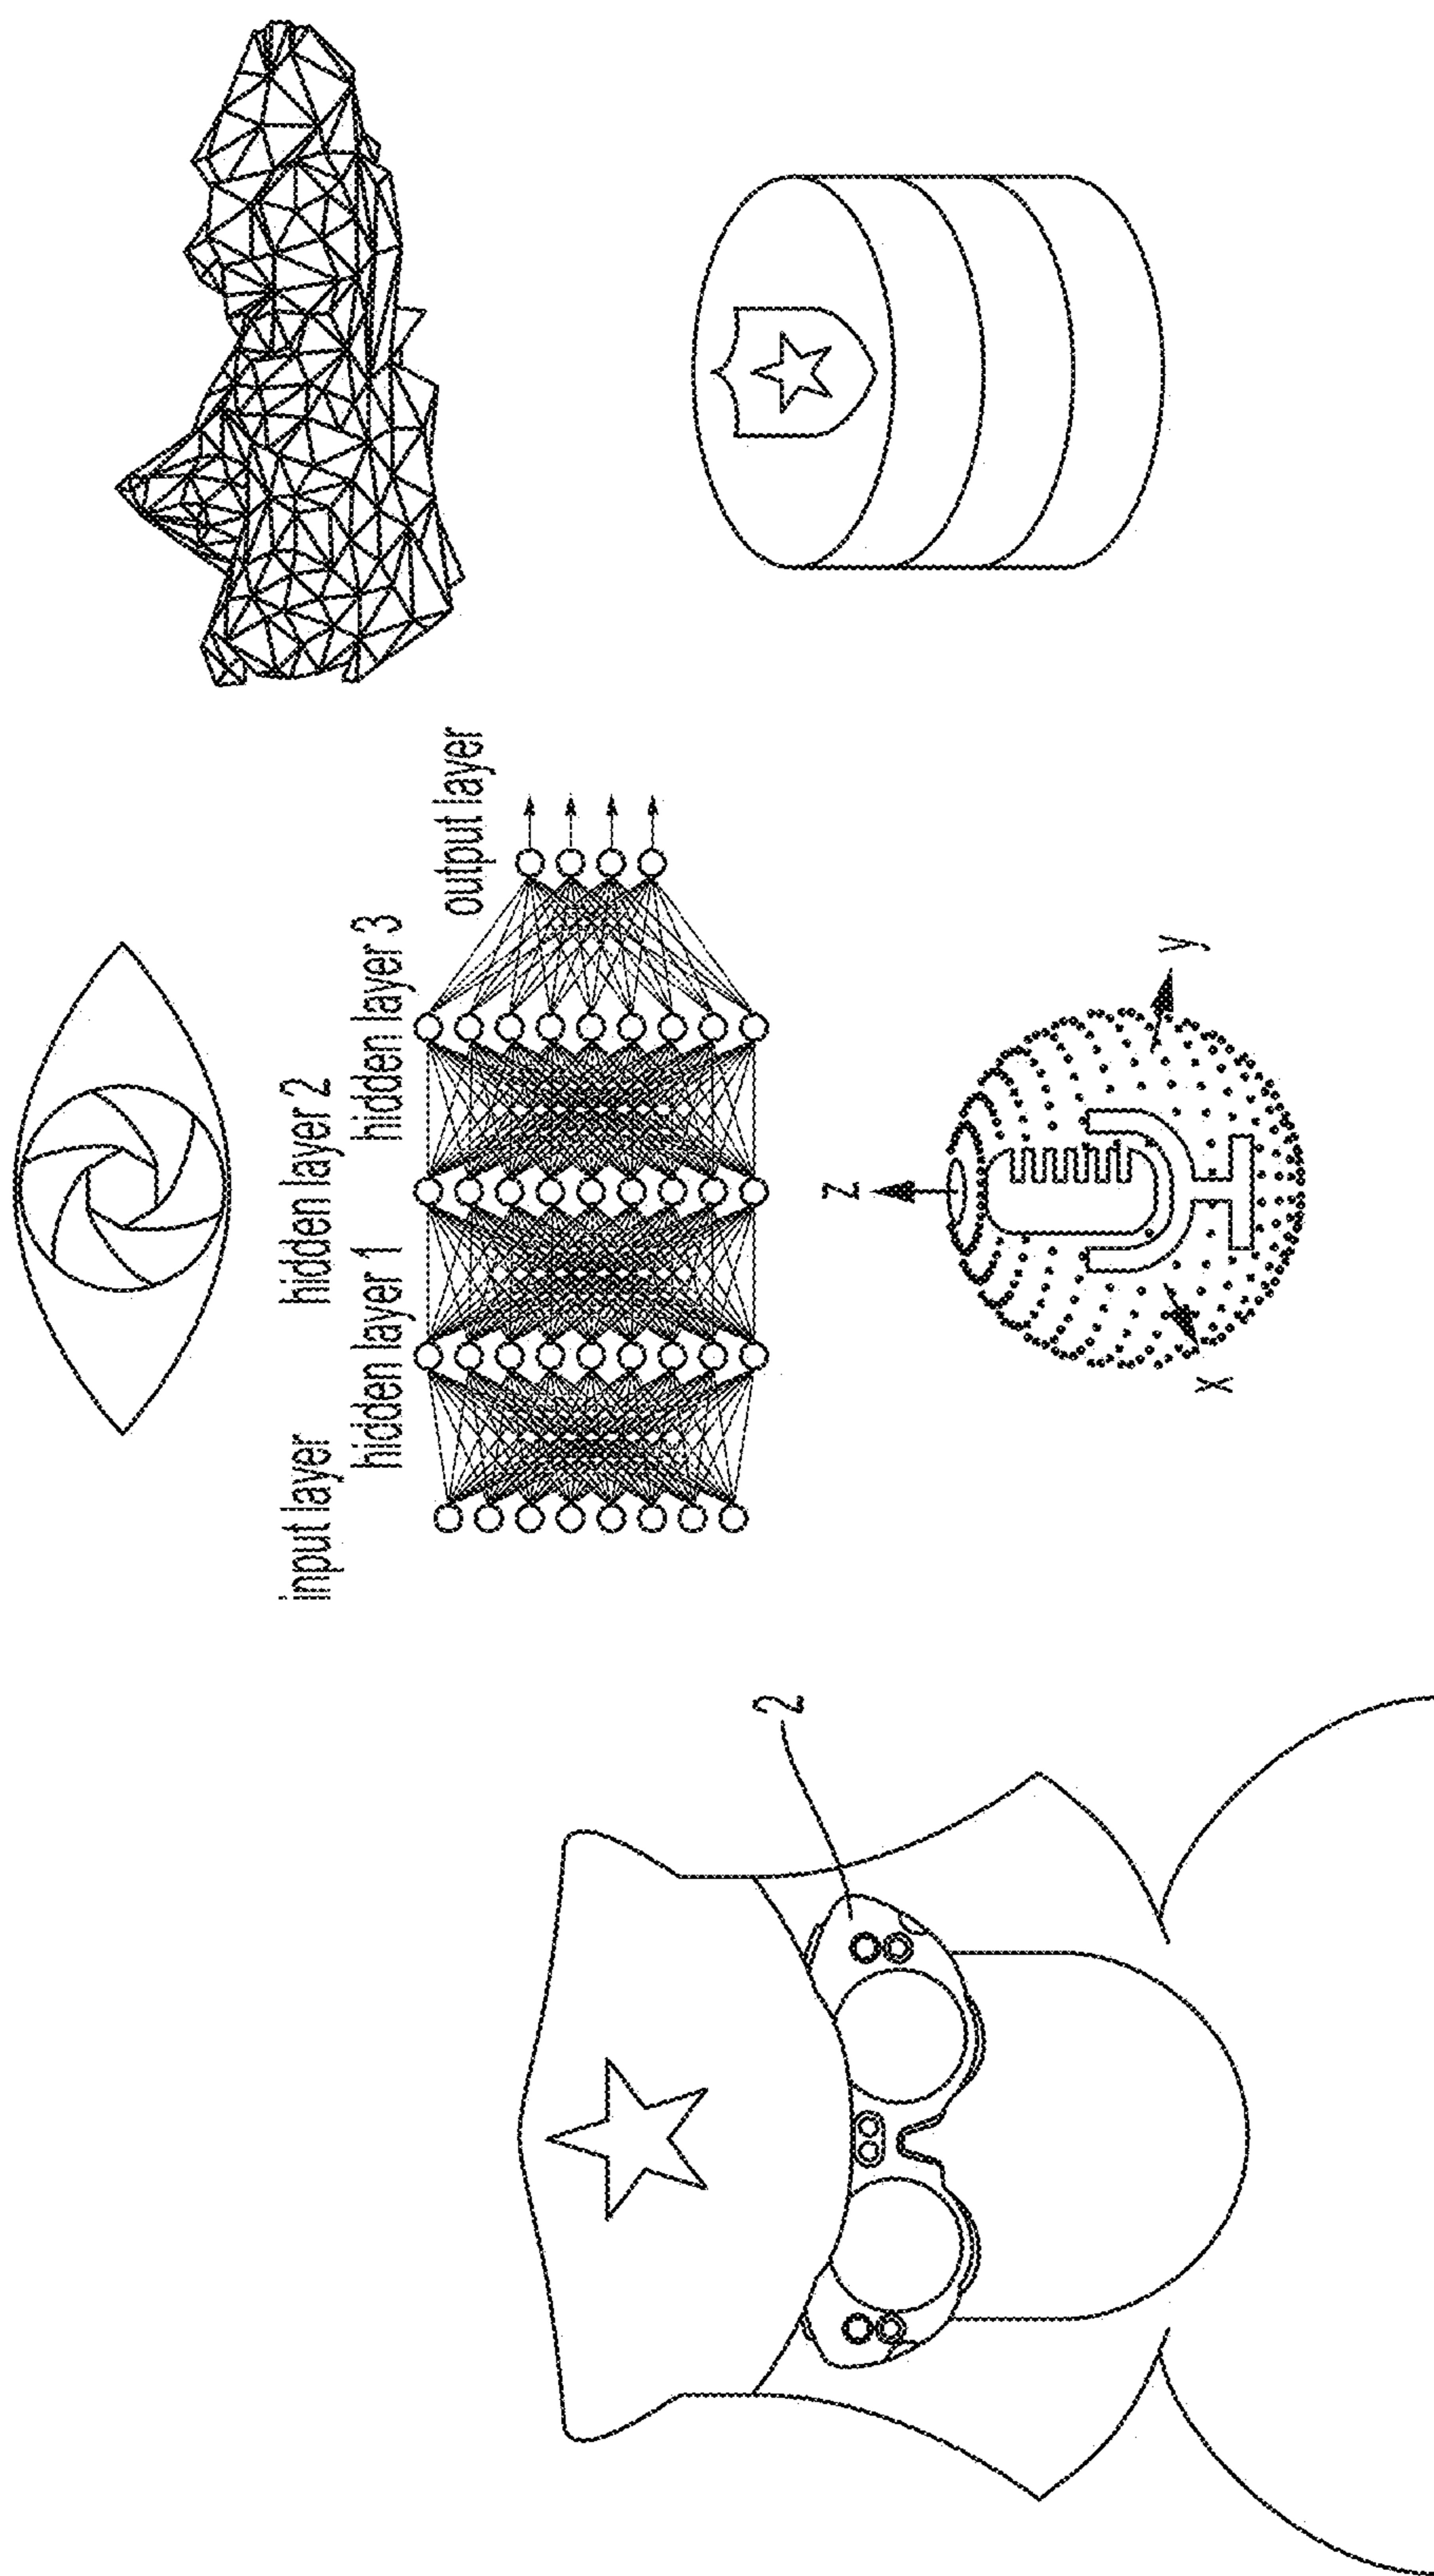 2
input layer
hidden layer 2
hidden layer 1
hidden layer 3
output layer
z
x
y